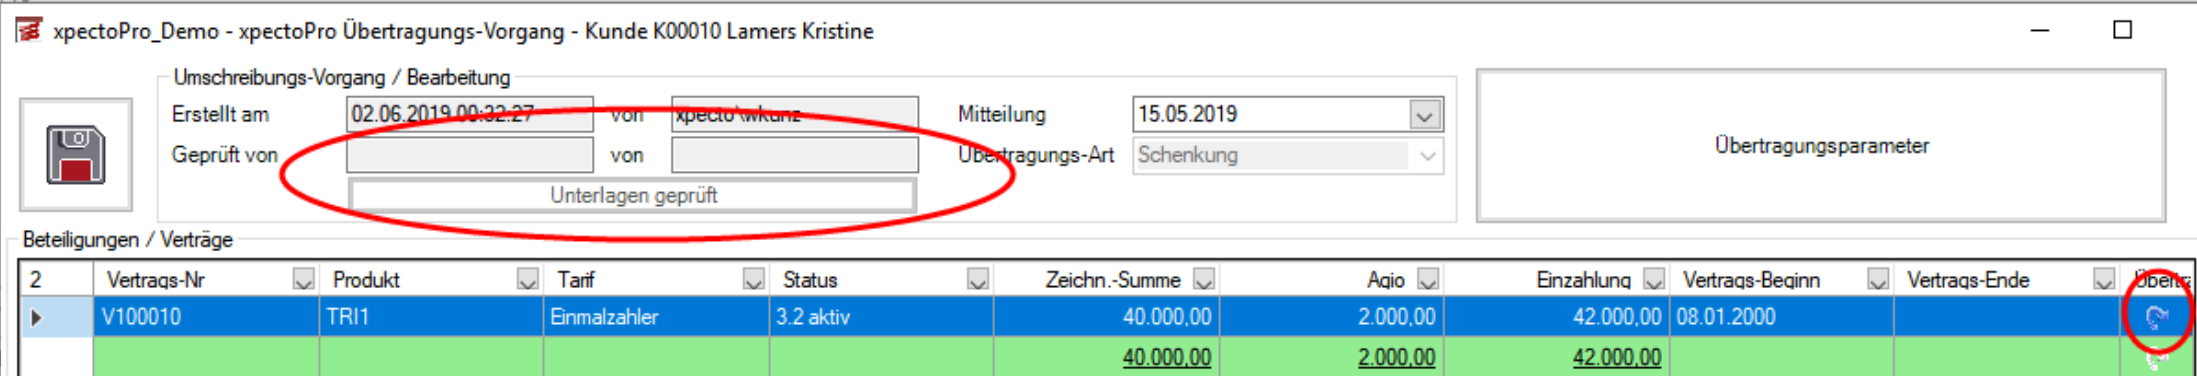 xpectoPro_Demo - xpectoPro Übertragungs-Vorgang - Kunde K00010 Lamers Kristine
Umschreibungs-Vorgang / Bearbeitung
Erstellt am 02.06.2019 00:32:27 von xpecto\wkunz Mitteilung 15.05.2019
Geprüft von von Übertragungs-Art Schenkung
Unterlagen geprüft
Übertragungsparameter
Beteiligungen / Verträge
2 Vertrags-Nr Produkt Tarif Status Zeichn.-Summe Agio Einzahlung Vertrags-Beginn Vertrags-Ende Übertra
V100010 TRI1 Einmalzahler 3.2 aktiv 40.000,00 2.000,00 42.000,00 08.01.2000
40.000,00 2.000,00 42.000,00